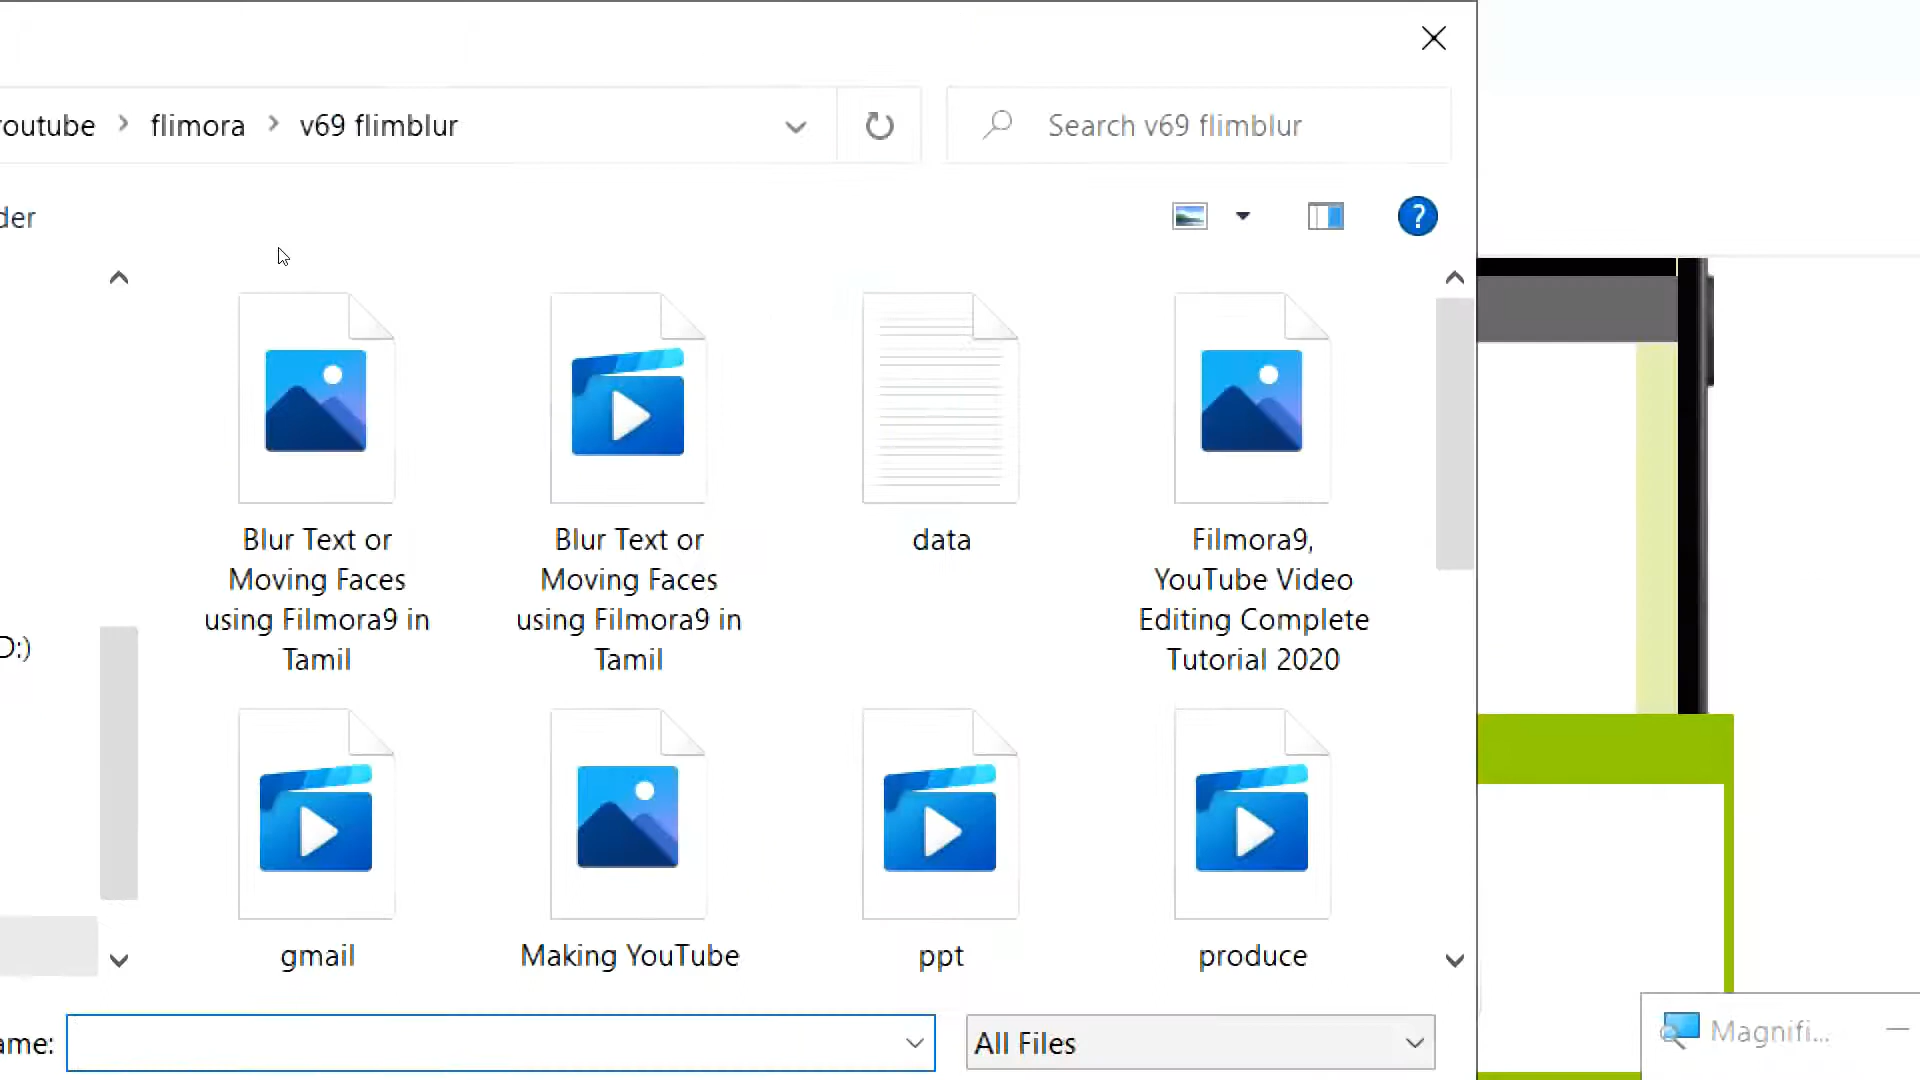 outube > flimora > v69 flimblur
Search v69 flimblur
der
?
D:)
Blur Text or
Moving Faces
using Filmora9 in
Tamil
Blur Text or
Moving Faces
using Filmora9 in
Tamil
data
Filmora9,
YouTube Video
Editing Complete
Tutorial 2020
gmail
Making YouTube
ppt
produce
ame:
All Files
Magnifi...